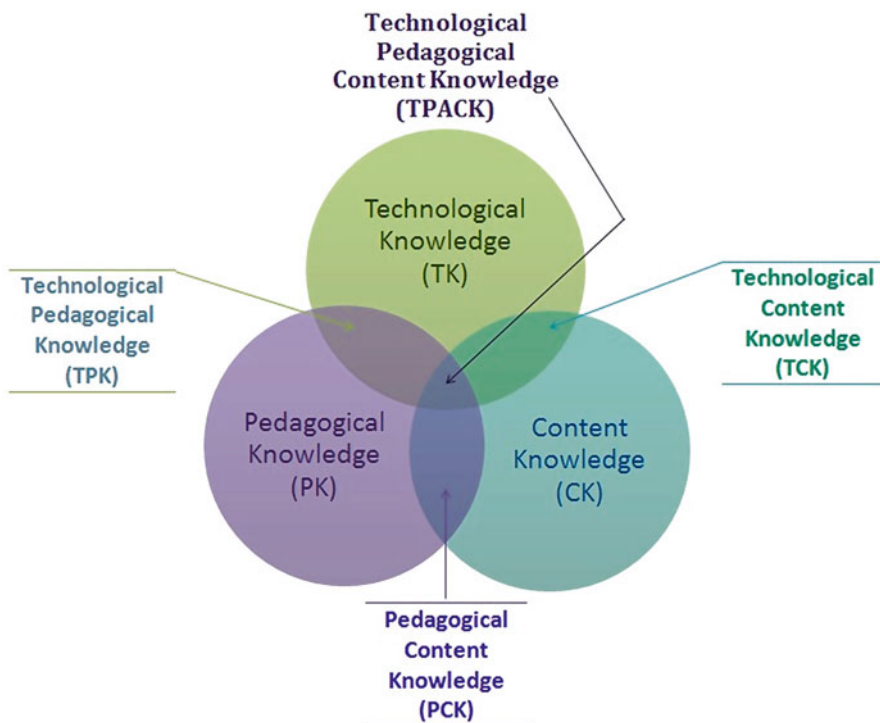 Technological
Pedagogical
Content Knowledge
(TPACK)
Technological
Knowledge
(TK)
Technological
Pedagogical
Knowledge
(TPK)
Technological
Content
Knowledge
(TCK)
Pedagogical
Knowledge
(PK)
Content
Knowledge
(CK)
Pedagogical
Content
Knowledge
(PCK)